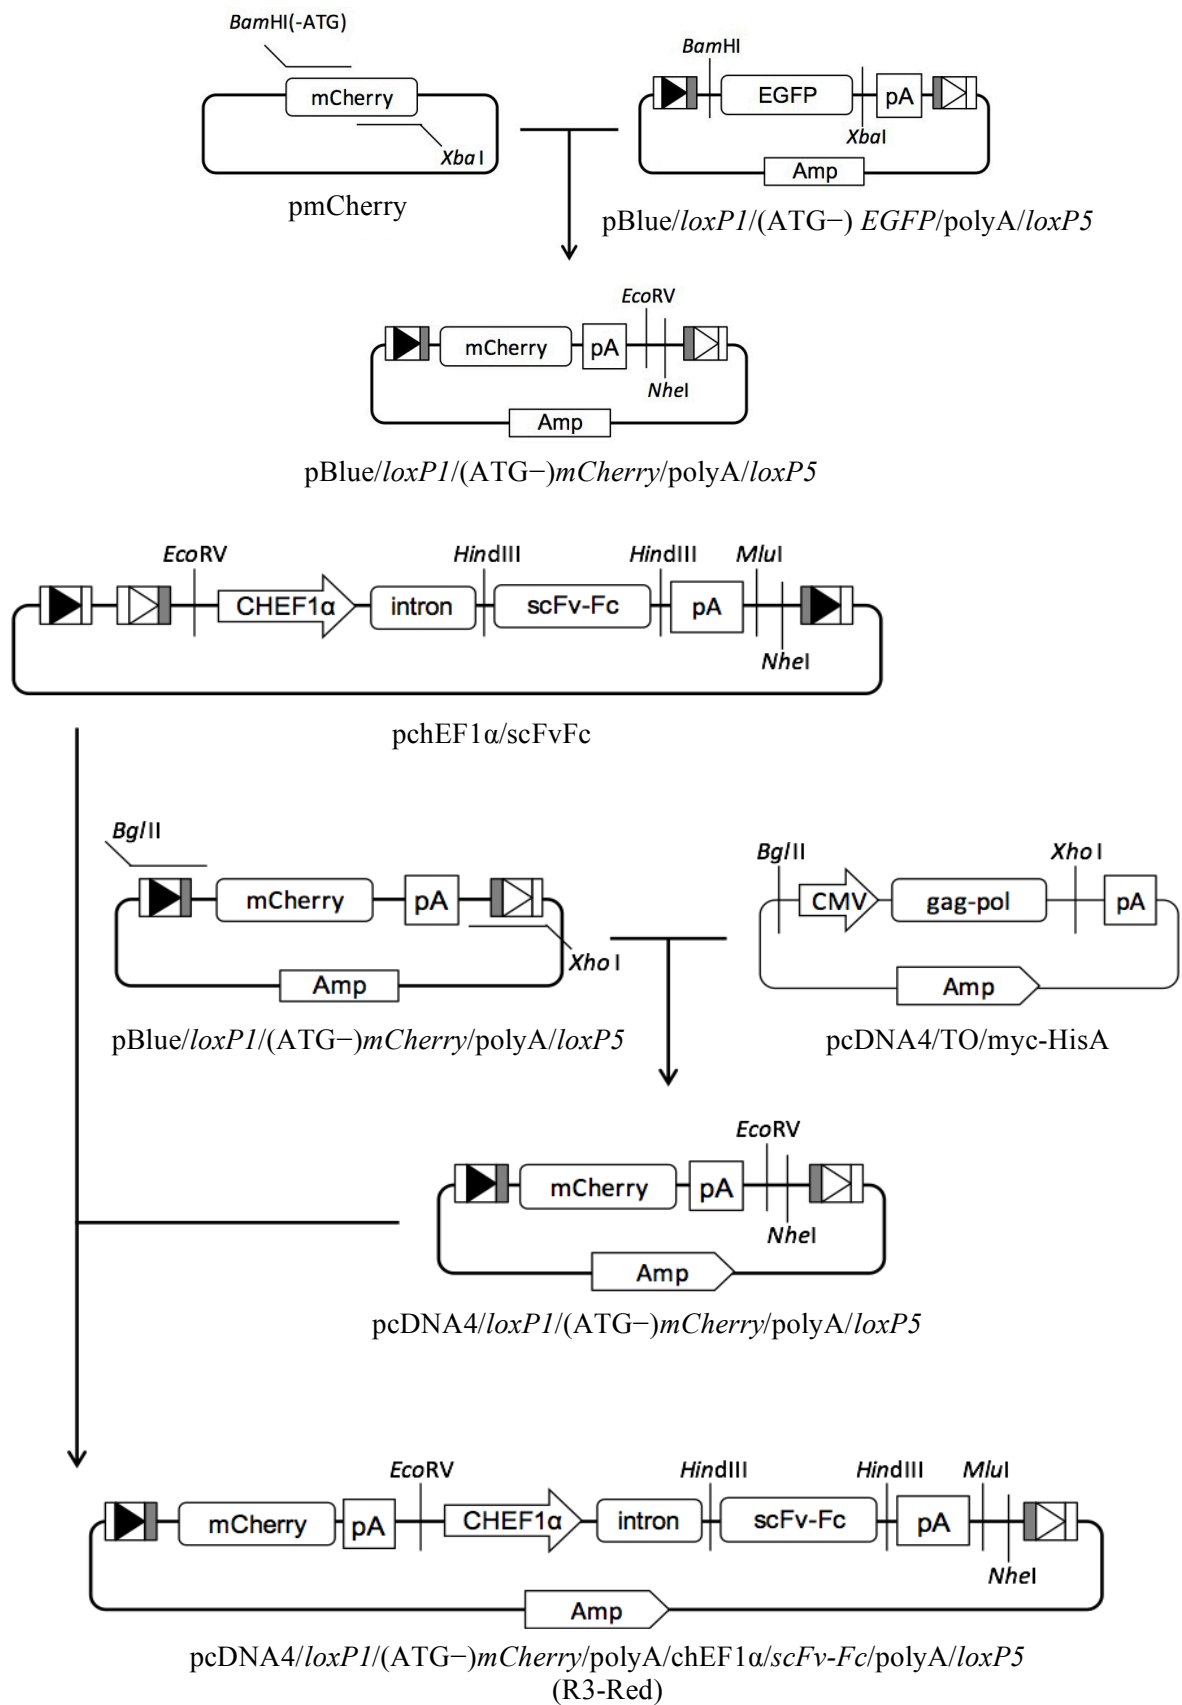 BamHI(-ATG)
mCherry
XbaI
pmCherry
BamHI
EGFP
pA
XbaI
Amp
pBlue/loxP1/(ATG−) EGFP/polyA/loxP5
EcoRV
mCherry
pA
NheI
Amp
pBlue/loxP1/(ATG−)mCherry/polyA/loxP5
EcoRV
HindIII
HindIII
MluI
CHEF1α
intron
scFv-Fc
pA
NheI
pchEF1α/scFvFc
BglII
mCherry
pA
XhoI
Amp
pBlue/loxP1/(ATG−)mCherry/polyA/loxP5
BglII
XhoI
CMV
gag-pol
pA
Amp
pcDNA4/TO/myc-HisA
EcoRV
mCherry
pA
NheI
Amp
pcDNA4/loxP1/(ATG−)mCherry/polyA/loxP5
EcoRV
HindIII
HindIII
MluI
mCherry
pA
CHEF1α
intron
scFv-Fc
pA
NheI
Amp
pcDNA4/loxP1/(ATG−)mCherry/polyA/chEF1α/scFv-Fc/polyA/loxP5
(R3-Red)